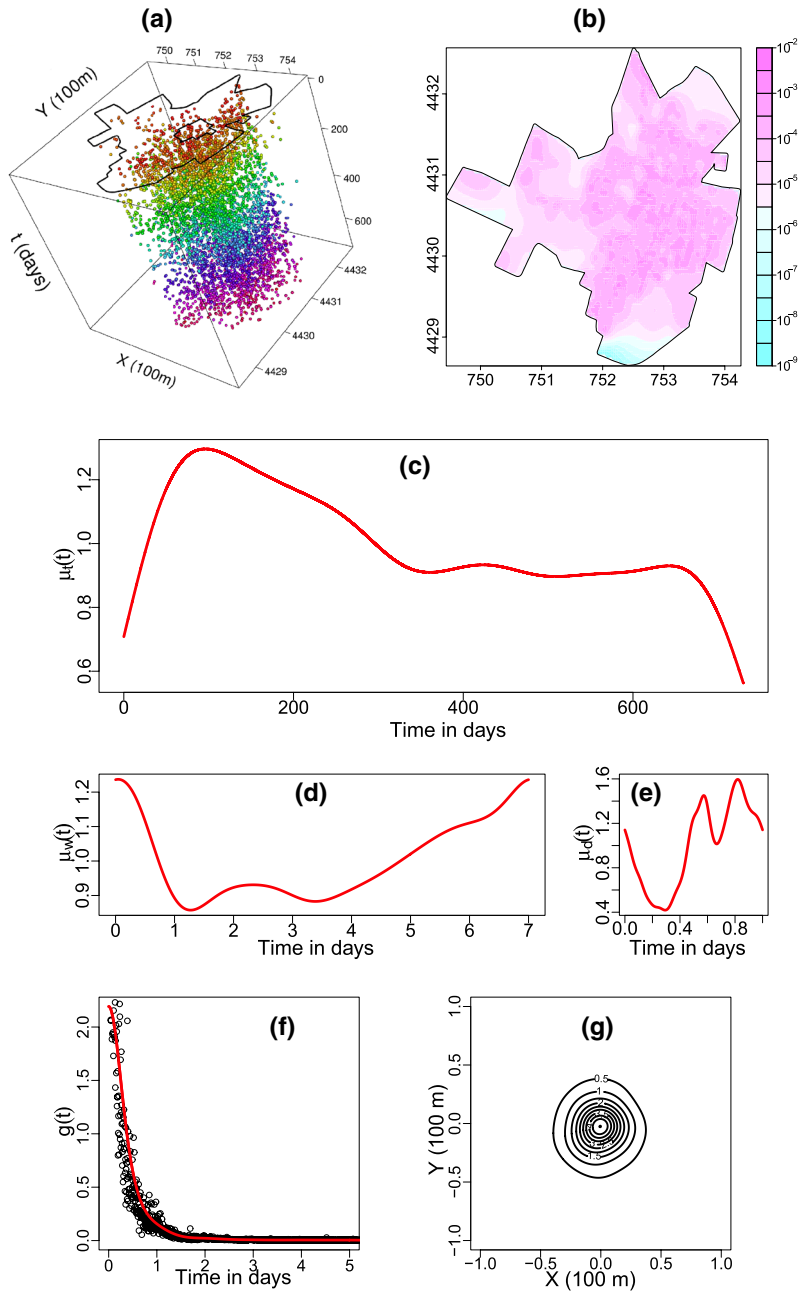 (a)
750 751 752 753 754
0
200
400
600
Y (100m)
t (days)
X (100m)
4432
4431
4430
4429
(b)
4432
4431
4430
4429
750 751 752 753 754
10−2
10−3
10−4
10−5
10−6
10−7
10−8
10−9
(c)
μt(t)
1.2
1.0
0.8
0.6
0 200 400 600
Time in days
(d)
μw(t)
1.2
1.1
1.0
0.9
0 1 2 3 4 5 6 7
Time in days
(e)
μd(t)
1.6
1.2
0.8
0.4
0.0 0.4 0.8
Time in days
(f)
g(t)
2.0
1.5
1.0
0.5
0.0
0 1 2 3 4 5
Time in days
(g)
Y (100 m)
1.0
0.5
0.0
−0.5
−1.0
0.5
1
2
1.5
−1.0 −0.5 0.0 0.5 1.0
X (100 m)